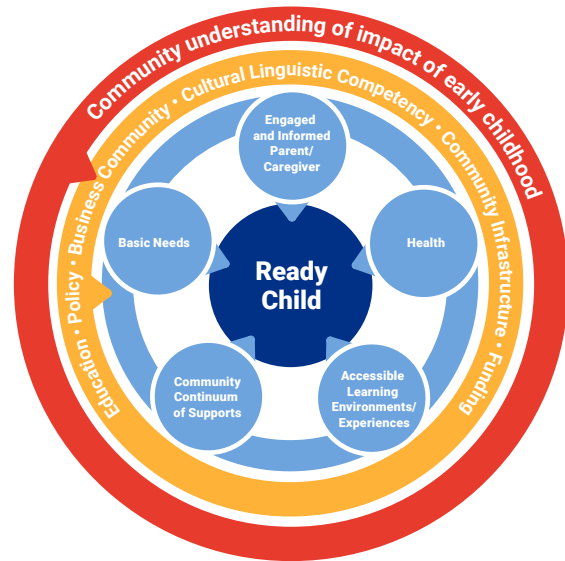 Community understanding of impact of early childhood
Education • Policy • Business Community • Cultural Linguistic Competency • Community Infrastructure • Funding
Engaged
and Informed
Parent/
Caregiver
Basic Needs
Health
Ready
Child
Community
Continuum
of Supports
Accessible
Learning
Environments/
Experiences